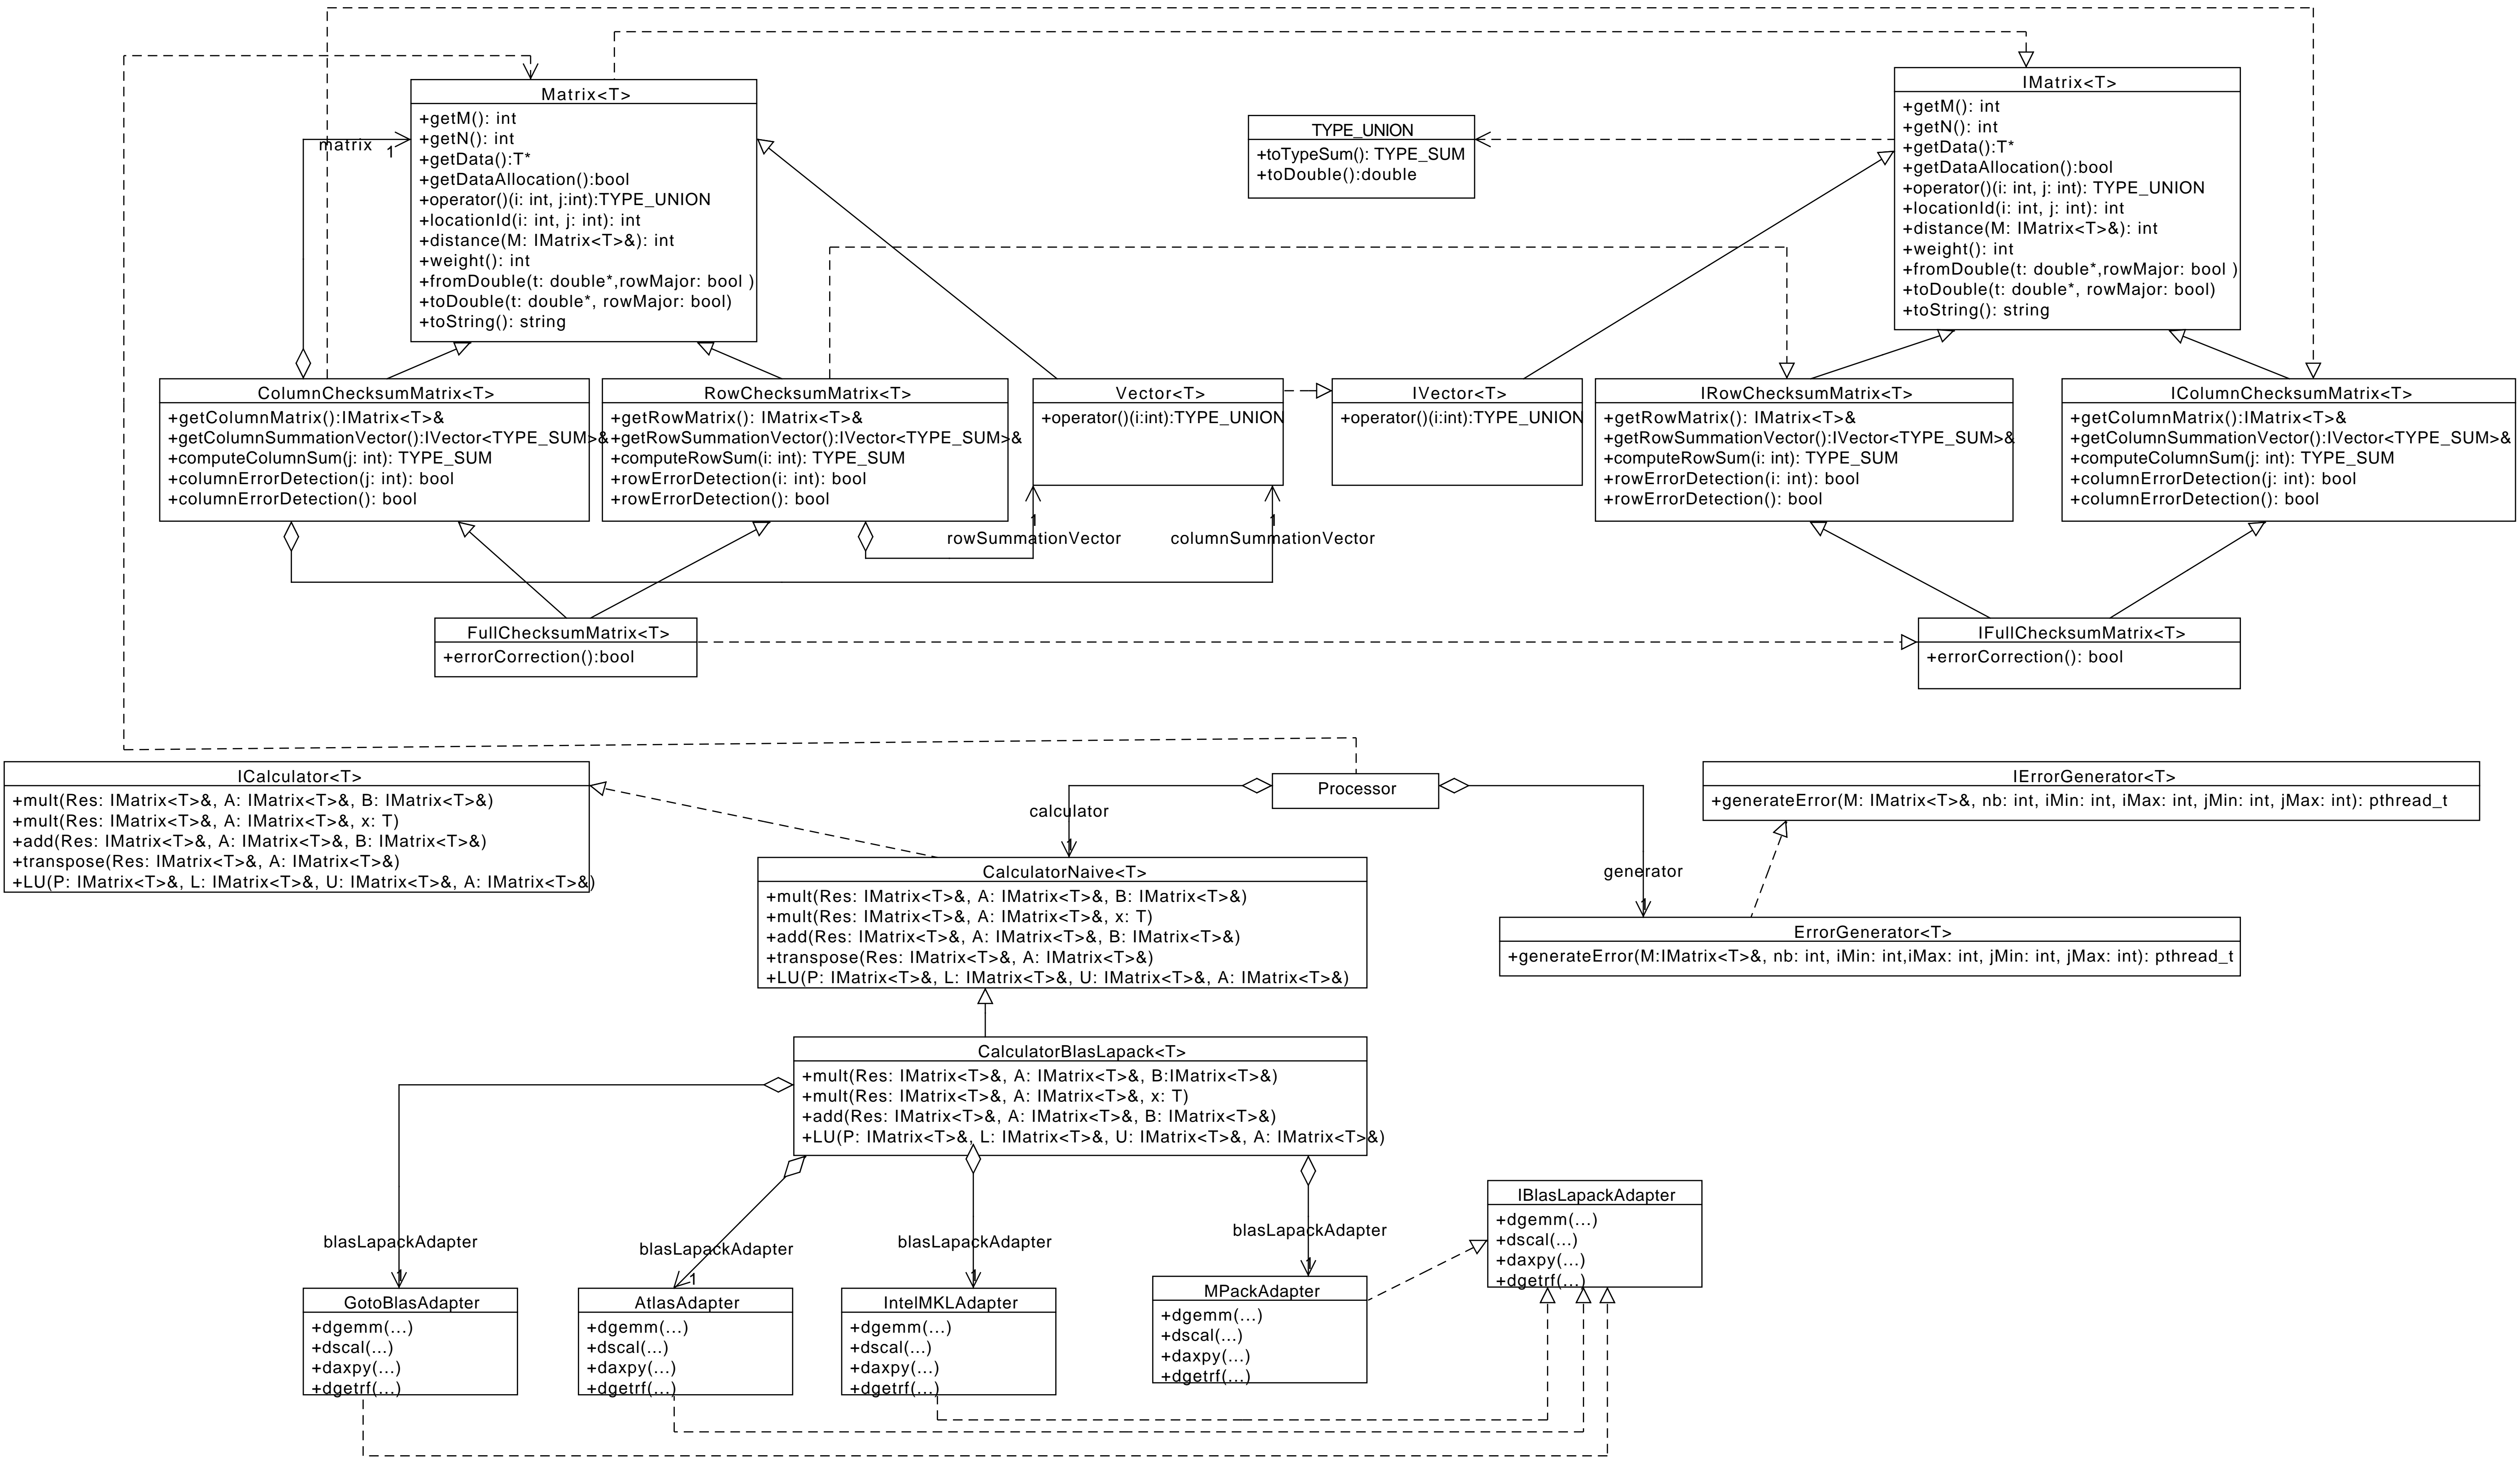 Matrix<T>
+getM(): int
+getN(): int
+getData():T*
+getDataAllocation():bool
+operator()(i: int, j:int):TYPE_UNION
+locationId(i: int, j: int): int
+distance(M: IMatrix<T>&): int
+weight(): int
+fromDouble(t: double*,rowMajor: bool )
+toDouble(t: double*, rowMajor: bool)
+toString(): string
matrix
1
TYPE_UNION
+toTypeSum(): TYPE_SUM
+toDouble():double
IMatrix<T>
+getM(): int
+getN(): int
+getData():T*
+getDataAllocation():bool
+operator()(i: int, j: int): TYPE_UNION
+locationId(i: int, j: int): int
+distance(M: IMatrix<T>&): int
+weight(): int
+fromDouble(t: double*,rowMajor: bool )
+toDouble(t: double*, rowMajor: bool)
+toString(): string
ColumnChecksumMatrix<T>
+getColumnMatrix():IMatrix<T>&
+getColumnSummationVector():IVector<TYPE_SUM>&
+computeColumnSum(j: int): TYPE_SUM
+columnErrorDetection(j: int): bool
+columnErrorDetection(): bool
RowChecksumMatrix<T>
+getRowMatrix(): IMatrix<T>&
+getRowSummationVector():IVector<TYPE_SUM>&
+computeRowSum(i: int): TYPE_SUM
+rowErrorDetection(i: int): bool
+rowErrorDetection(): bool
Vector<T>
+operator()(i:int):TYPE_UNION
IVector<T>
+operator()(i:int):TYPE_UNION
IRowChecksumMatrix<T>
+getRowMatrix(): IMatrix<T>&
+getRowSummationVector():IVector<TYPE_SUM>&
+computeRowSum(i: int): TYPE_SUM
+rowErrorDetection(i: int): bool
+rowErrorDetection(): bool
IColumnChecksumMatrix<T>
+getColumnMatrix():IMatrix<T>&
+getColumnSummationVector():IVector<TYPE_SUM>&
+computeColumnSum(j: int): TYPE_SUM
+columnErrorDetection(j: int): bool
+columnErrorDetection(): bool
1
rowSummationVector
1
columnSummationVector
FullChecksumMatrix<T>
+errorCorrection():bool
IFullChecksumMatrix<T>
+errorCorrection(): bool
ICalculator<T>
+mult(Res: IMatrix<T>&, A: IMatrix<T>&, B: IMatrix<T>&)
+mult(Res: IMatrix<T>&, A: IMatrix<T>&, x: T)
+add(Res: IMatrix<T>&, A: IMatrix<T>&, B: IMatrix<T>&)
+transpose(Res: IMatrix<T>&, A: IMatrix<T>&)
+LU(P: IMatrix<T>&, L: IMatrix<T>&, U: IMatrix<T>&, A: IMatrix<T>&)
Processor
calculator
1
generator
1
IErrorGenerator<T>
+generateError(M: IMatrix<T>&, nb: int, iMin: int, iMax: int, jMin: int, jMax: int): pthread_t
CalculatorNaive<T>
+mult(Res: IMatrix<T>&, A: IMatrix<T>&, B: IMatrix<T>&)
+mult(Res: IMatrix<T>&, A: IMatrix<T>&, x: T)
+add(Res: IMatrix<T>&, A: IMatrix<T>&, B: IMatrix<T>&)
+transpose(Res: IMatrix<T>&, A: IMatrix<T>&)
+LU(P: IMatrix<T>&, L: IMatrix<T>&, U: IMatrix<T>&, A: IMatrix<T>&)
ErrorGenerator<T>
+generateError(M:IMatrix<T>&, nb: int, iMin: int,iMax: int, jMin: int, jMax: int): pthread_t
CalculatorBlasLapack<T>
+mult(Res: IMatrix<T>&, A: IMatrix<T>&, B:IMatrix<T>&)
+mult(Res: IMatrix<T>&, A: IMatrix<T>&, x: T)
+add(Res: IMatrix<T>&, A: IMatrix<T>&, B: IMatrix<T>&)
+LU(P: IMatrix<T>&, L: IMatrix<T>&, U: IMatrix<T>&, A: IMatrix<T>&)
blasLapackAdapter
1
blasLapackAdapter
1
blasLapackAdapter
1
blasLapackAdapter
1
IBlasLapackAdapter
+dgemm(...)
+dscal(...)
+daxpy(...)
+dgetrf(...)
GotoBlasAdapter
+dgemm(...)
+dscal(...)
+daxpy(...)
+dgetrf(...)
AtlasAdapter
+dgemm(...)
+dscal(...)
+daxpy(...)
+dgetrf(...)
IntelMKLAdapter
+dgemm(...)
+dscal(...)
+daxpy(...)
+dgetrf(...)
MPackAdapter
+dgemm(...)
+dscal(...)
+daxpy(...)
+dgetrf(...)